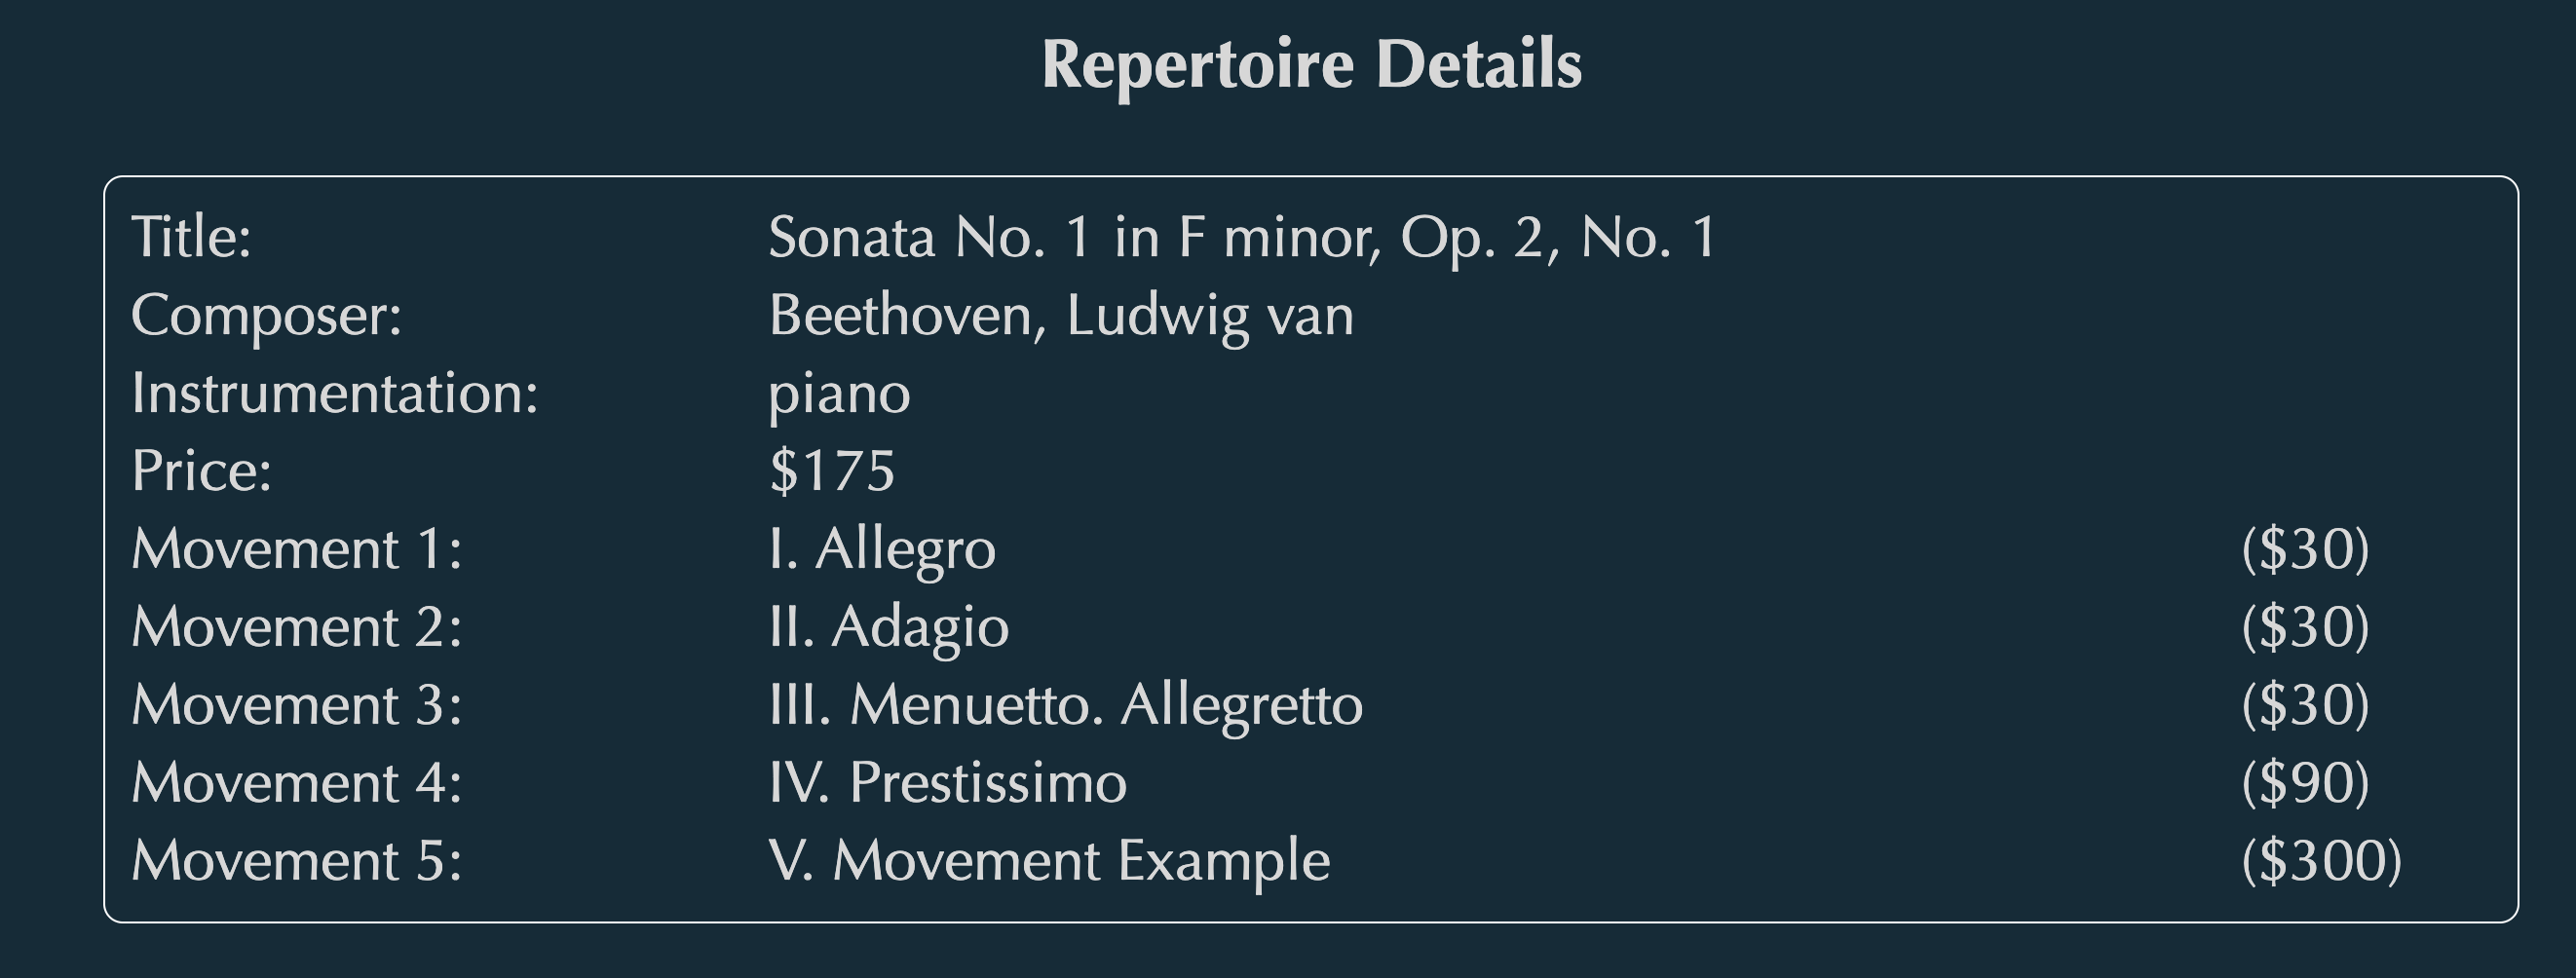 Repertoire Details
Title: Sonata No. 1 in F minor, Op. 2, No. 1
Composer: Beethoven, Ludwig van
Instrumentation: piano
Price: $175
Movement 1: I. Allegro ($30)
Movement 2: II. Adagio ($30)
Movement 3: III. Menuetto. Allegretto ($30)
Movement 4: IV. Prestissimo ($90)
Movement 5: V. Movement Example ($300)